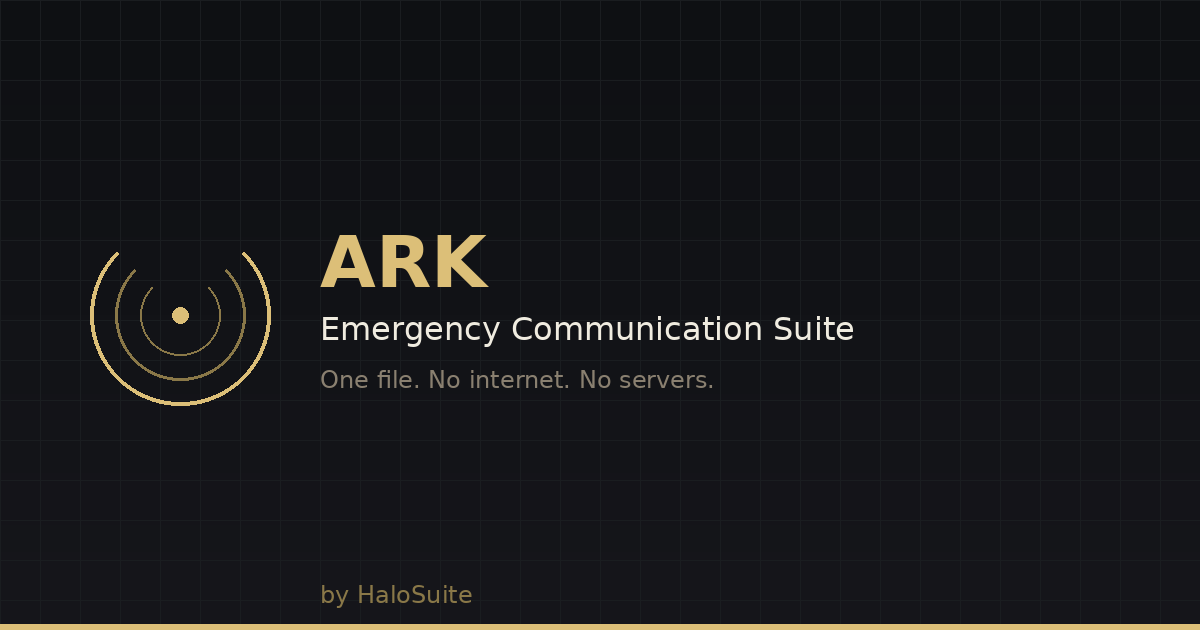 ARK
Emergency Communication Suite
One file. No internet. No servers.
by HaloSuite